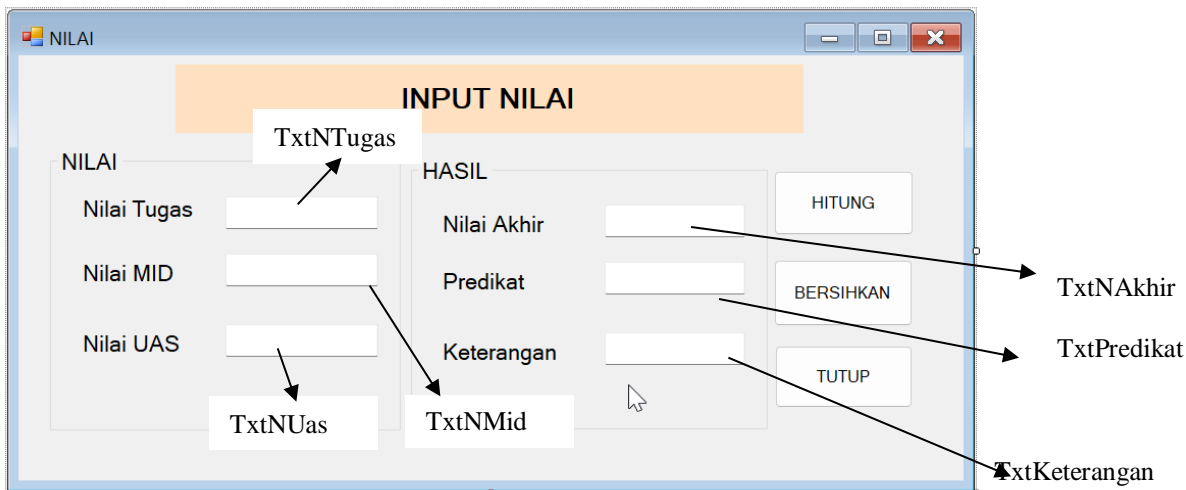 NILAI
INPUT NILAI
TxtNTugas
NILAI
Nilai Tugas
Nilai MID
Nilai UAS
TxtNUas
TxtNMid
HASIL
Nilai Akhir
Predikat
Keterangan
HITUNG
BERSIHKAN
TUTUP
TxtNAkhir
TxtPredikat
TxtKeterangan